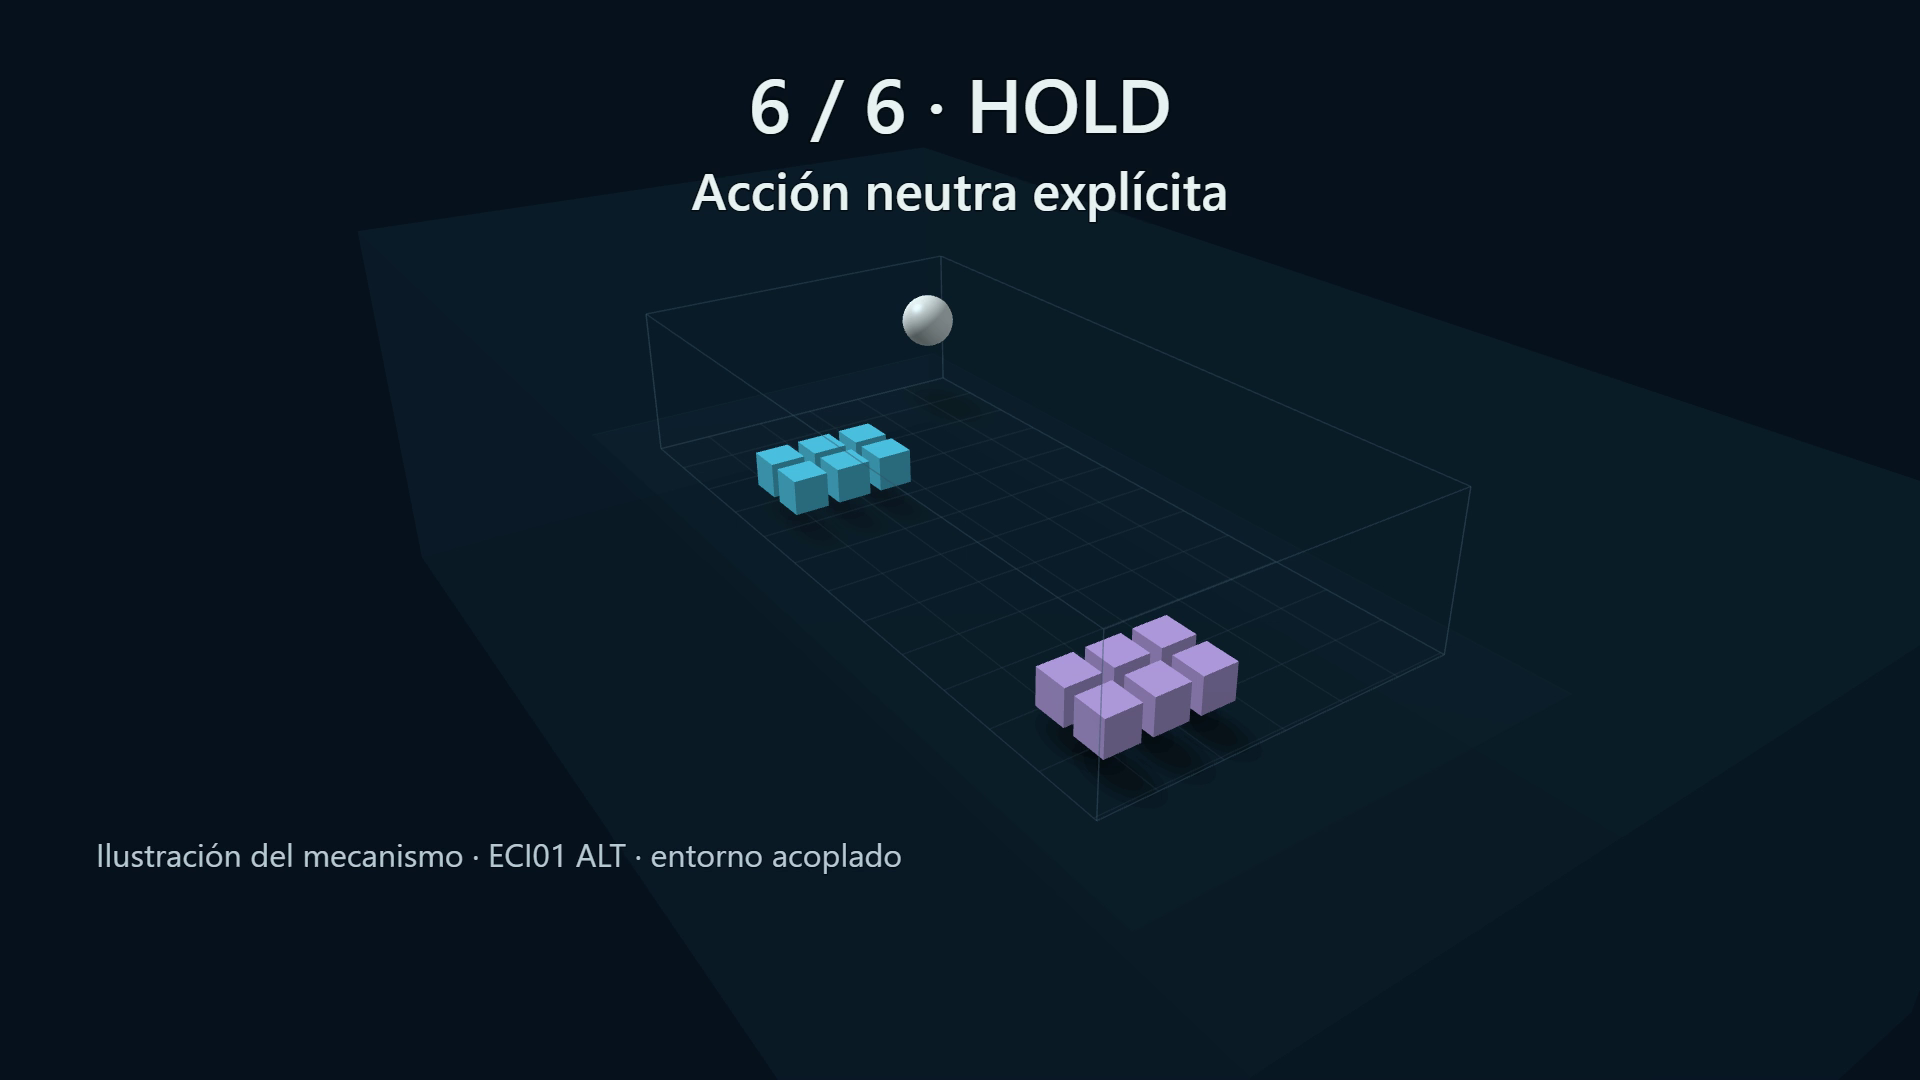 6 / 6 · HOLD
Acción neutra explícita
Ilustración del mecanismo · ECI01 ALT · entorno acoplado